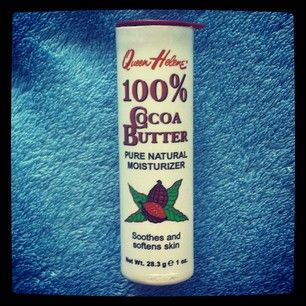 Queen Helene
100%
COCOA
BUTTER
PURE NATURAL
MOISTURIZER
Soothes and
softens skin
Net Wt. 28.3 g e 1 oz.